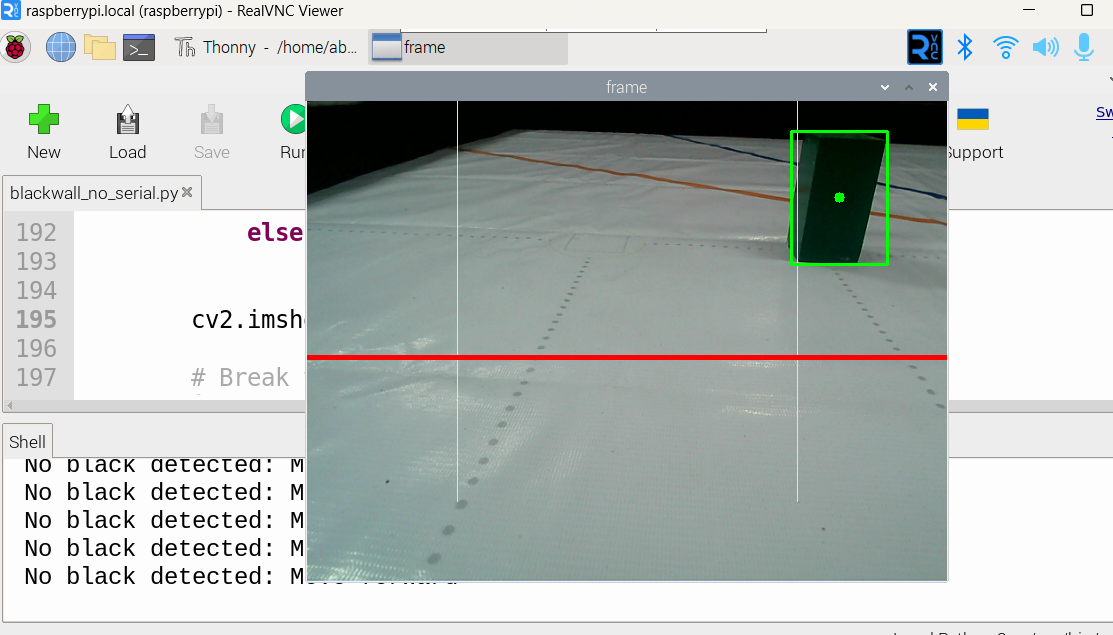 raspberrypi.local (raspberrypi) - RealVNC Viewer
Thonny - /home/ab...
frame
frame
New
Load
Save
Support
blackwall_no_serial.py
192 else
193
194
195 cv2.imsh
196
197 # Break
Shell
No black detected: M
No black detected: M
No black detected: M
No black detected: M
No black detected: Move forward